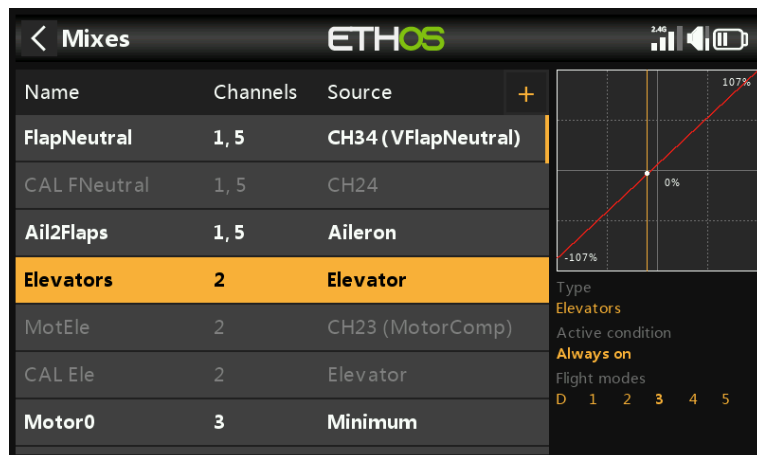 Mixes
ETHOS
2.4G
Name Channels Source +
FlapNeutral 1, 5 CH34 (VFlapNeutral)
CAL FNeutral 1, 5 CH24
Ail2Flaps 1, 5 Aileron
Elevators 2 Elevator
MotEle 2 CH23 (MotorComp)
CAL Ele 2 Elevator
Motor0 3 Minimum
107%
0%
-107%
Type
Elevators
Active condition
Always on
Flight modes
D 1 2 3 4 5